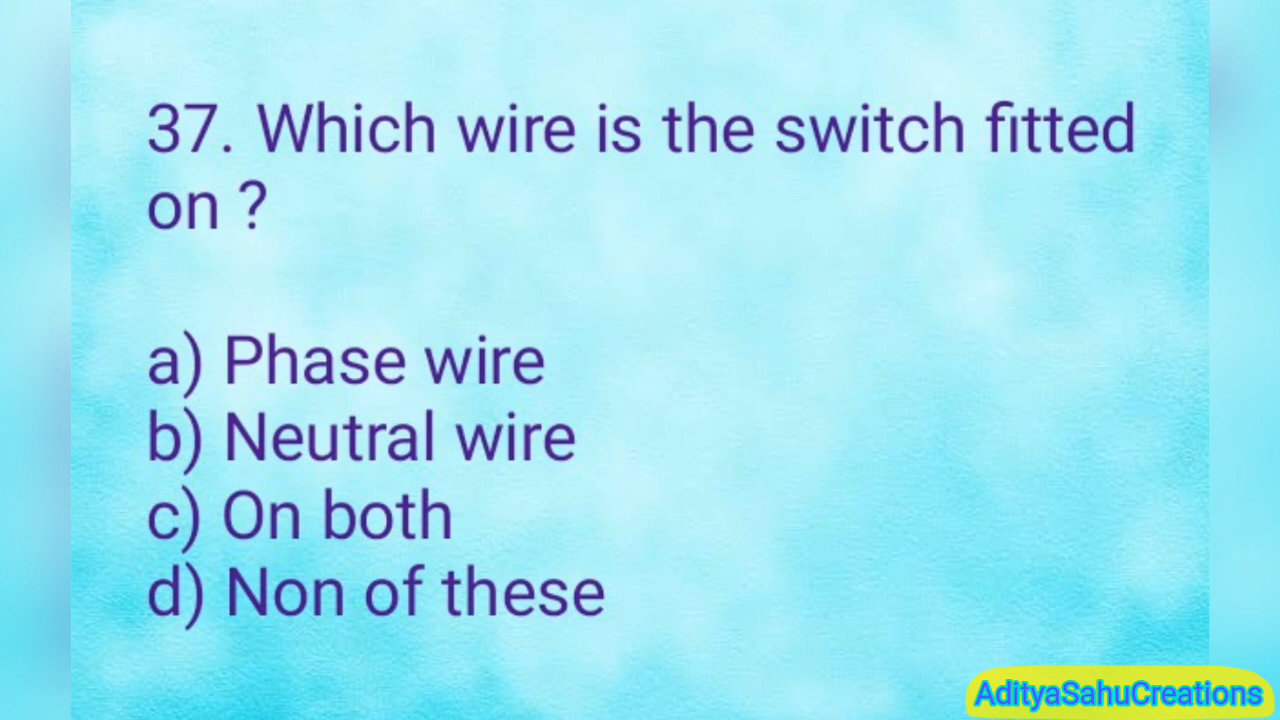 37. Which wire is the switch fitted
on ?
a) Phase wire
b) Neutral wire
c) On both
d) Non of these
AdityaSahuCreations